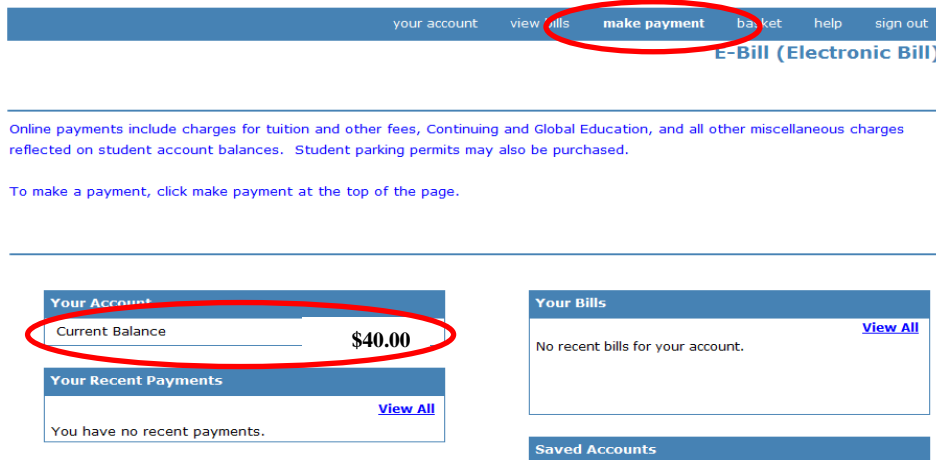 your account view bills make payment basket help sign out
E-Bill (Electronic Bill)
Online payments include charges for tuition and other fees, Continuing and Global Education, and all other miscellaneous charges
reflected on student account balances. Student parking permits may also be purchased.
To make a payment, click make payment at the top of the page.
Your Account
Current Balance $40.00
Your Recent Payments
View All
You have no recent payments.
Your Bills
View All
No recent bills for your account.
Saved Accounts